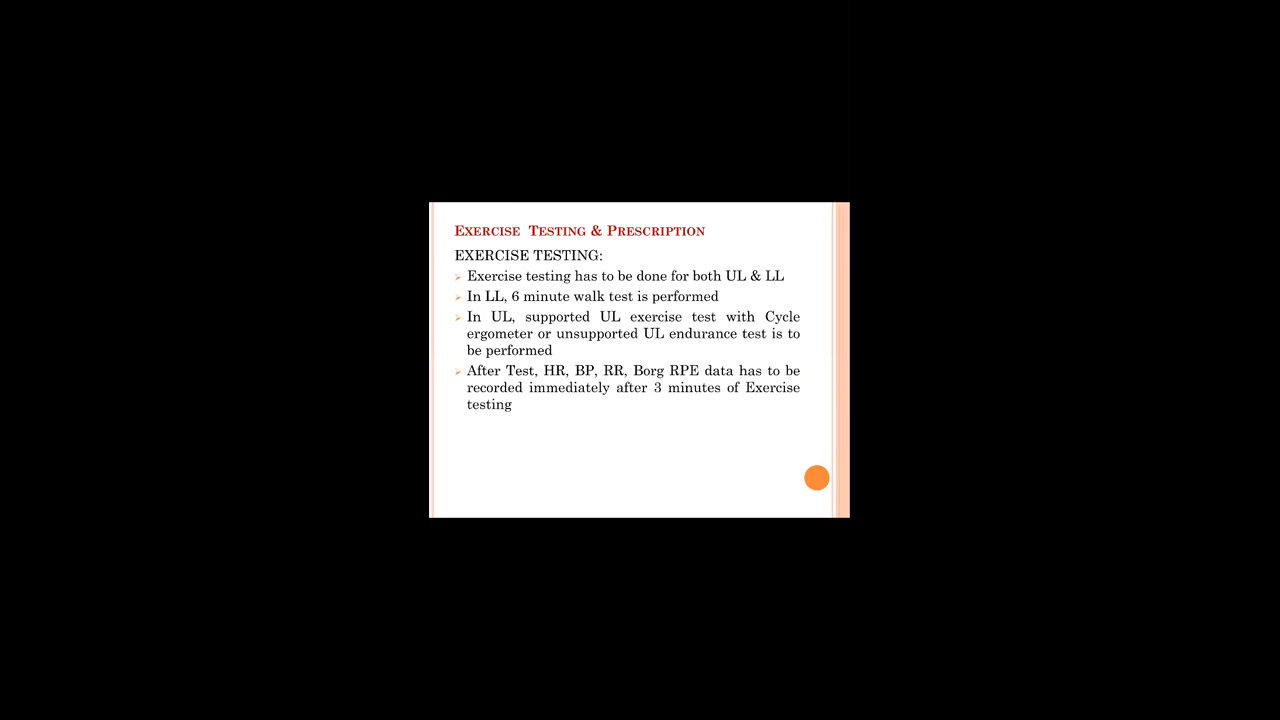 EXERCISE TESTING & PRESCRIPTION
EXERCISE TESTING:
Exercise testing has to be done for both UL & LL
In LL, 6 minute walk test is performed
In UL, supported UL exercise test with Cycle
ergometer or unsupported UL endurance test is to
be performed
After Test, HR, BP, RR, Borg RPE data has to be
recorded immediately after 3 minutes of Exercise
testing